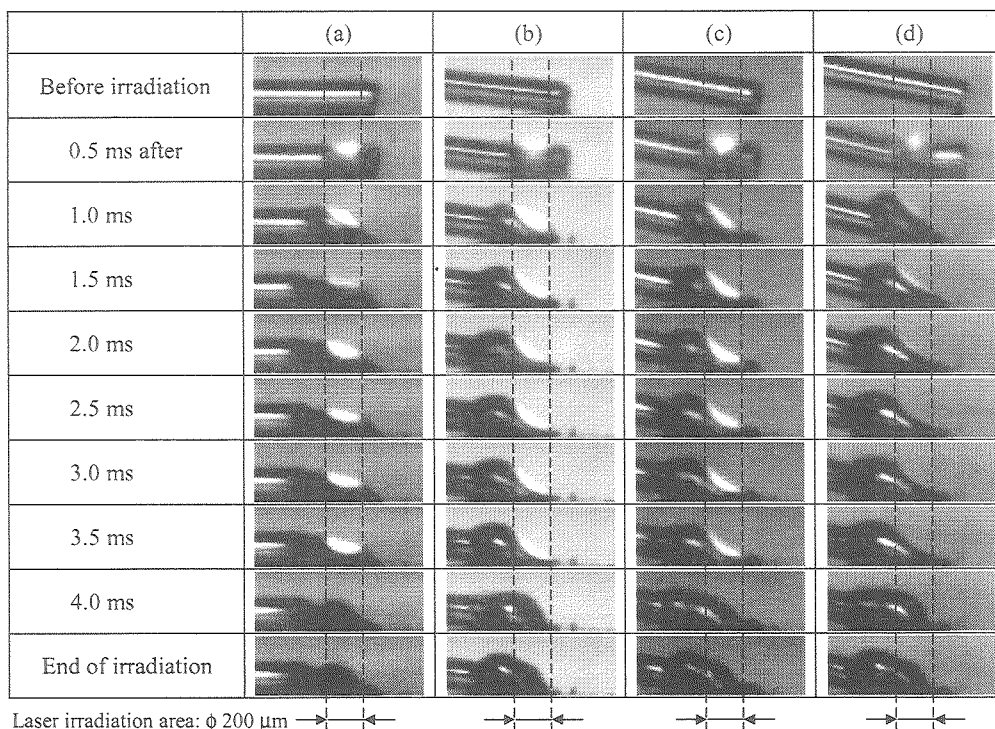 (a) (b) (c) (d)
Before irradiation
0.5 ms after
1.0 ms
1.5 ms
2.0 ms
2.5 ms
3.0 ms
3.5 ms
4.0 ms
End of irradiation
Laser irradiation area: ϕ 200 μm